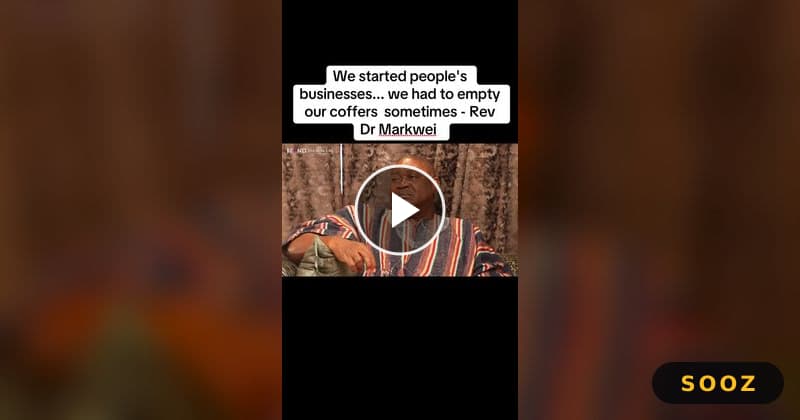 We started people's
businesses... we had to empty
our coffers sometimes - Rev
Dr Markwei
SOOZ